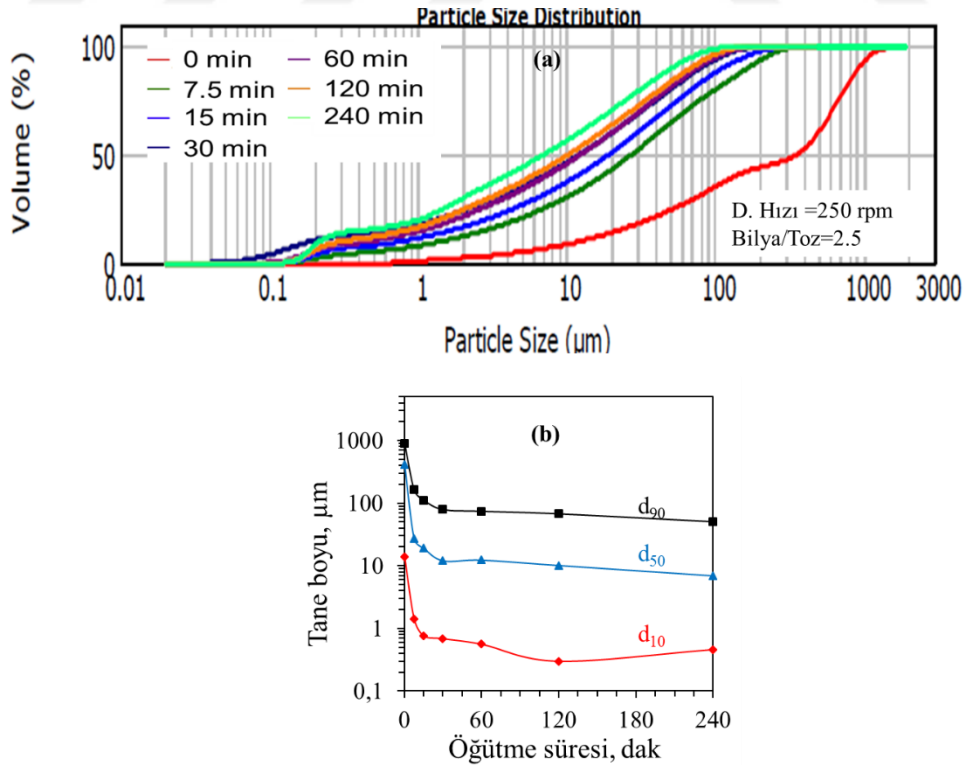 Particle Size Distribution
Volume (%)
100
50
0
0 min
7.5 min
15 min
30 min
60 min
120 min
240 min
(a)
D. Hızı =250 rpm
Bilya/Toz=2.5
0.01 0.1 1 10 100 1000 3000
Particle Size (µm)
(b)
Tane boyu, µm
1000
100
10
1
0,1
d90
d50
d10
0 60 120 180 240
Öğütme süresi, dak